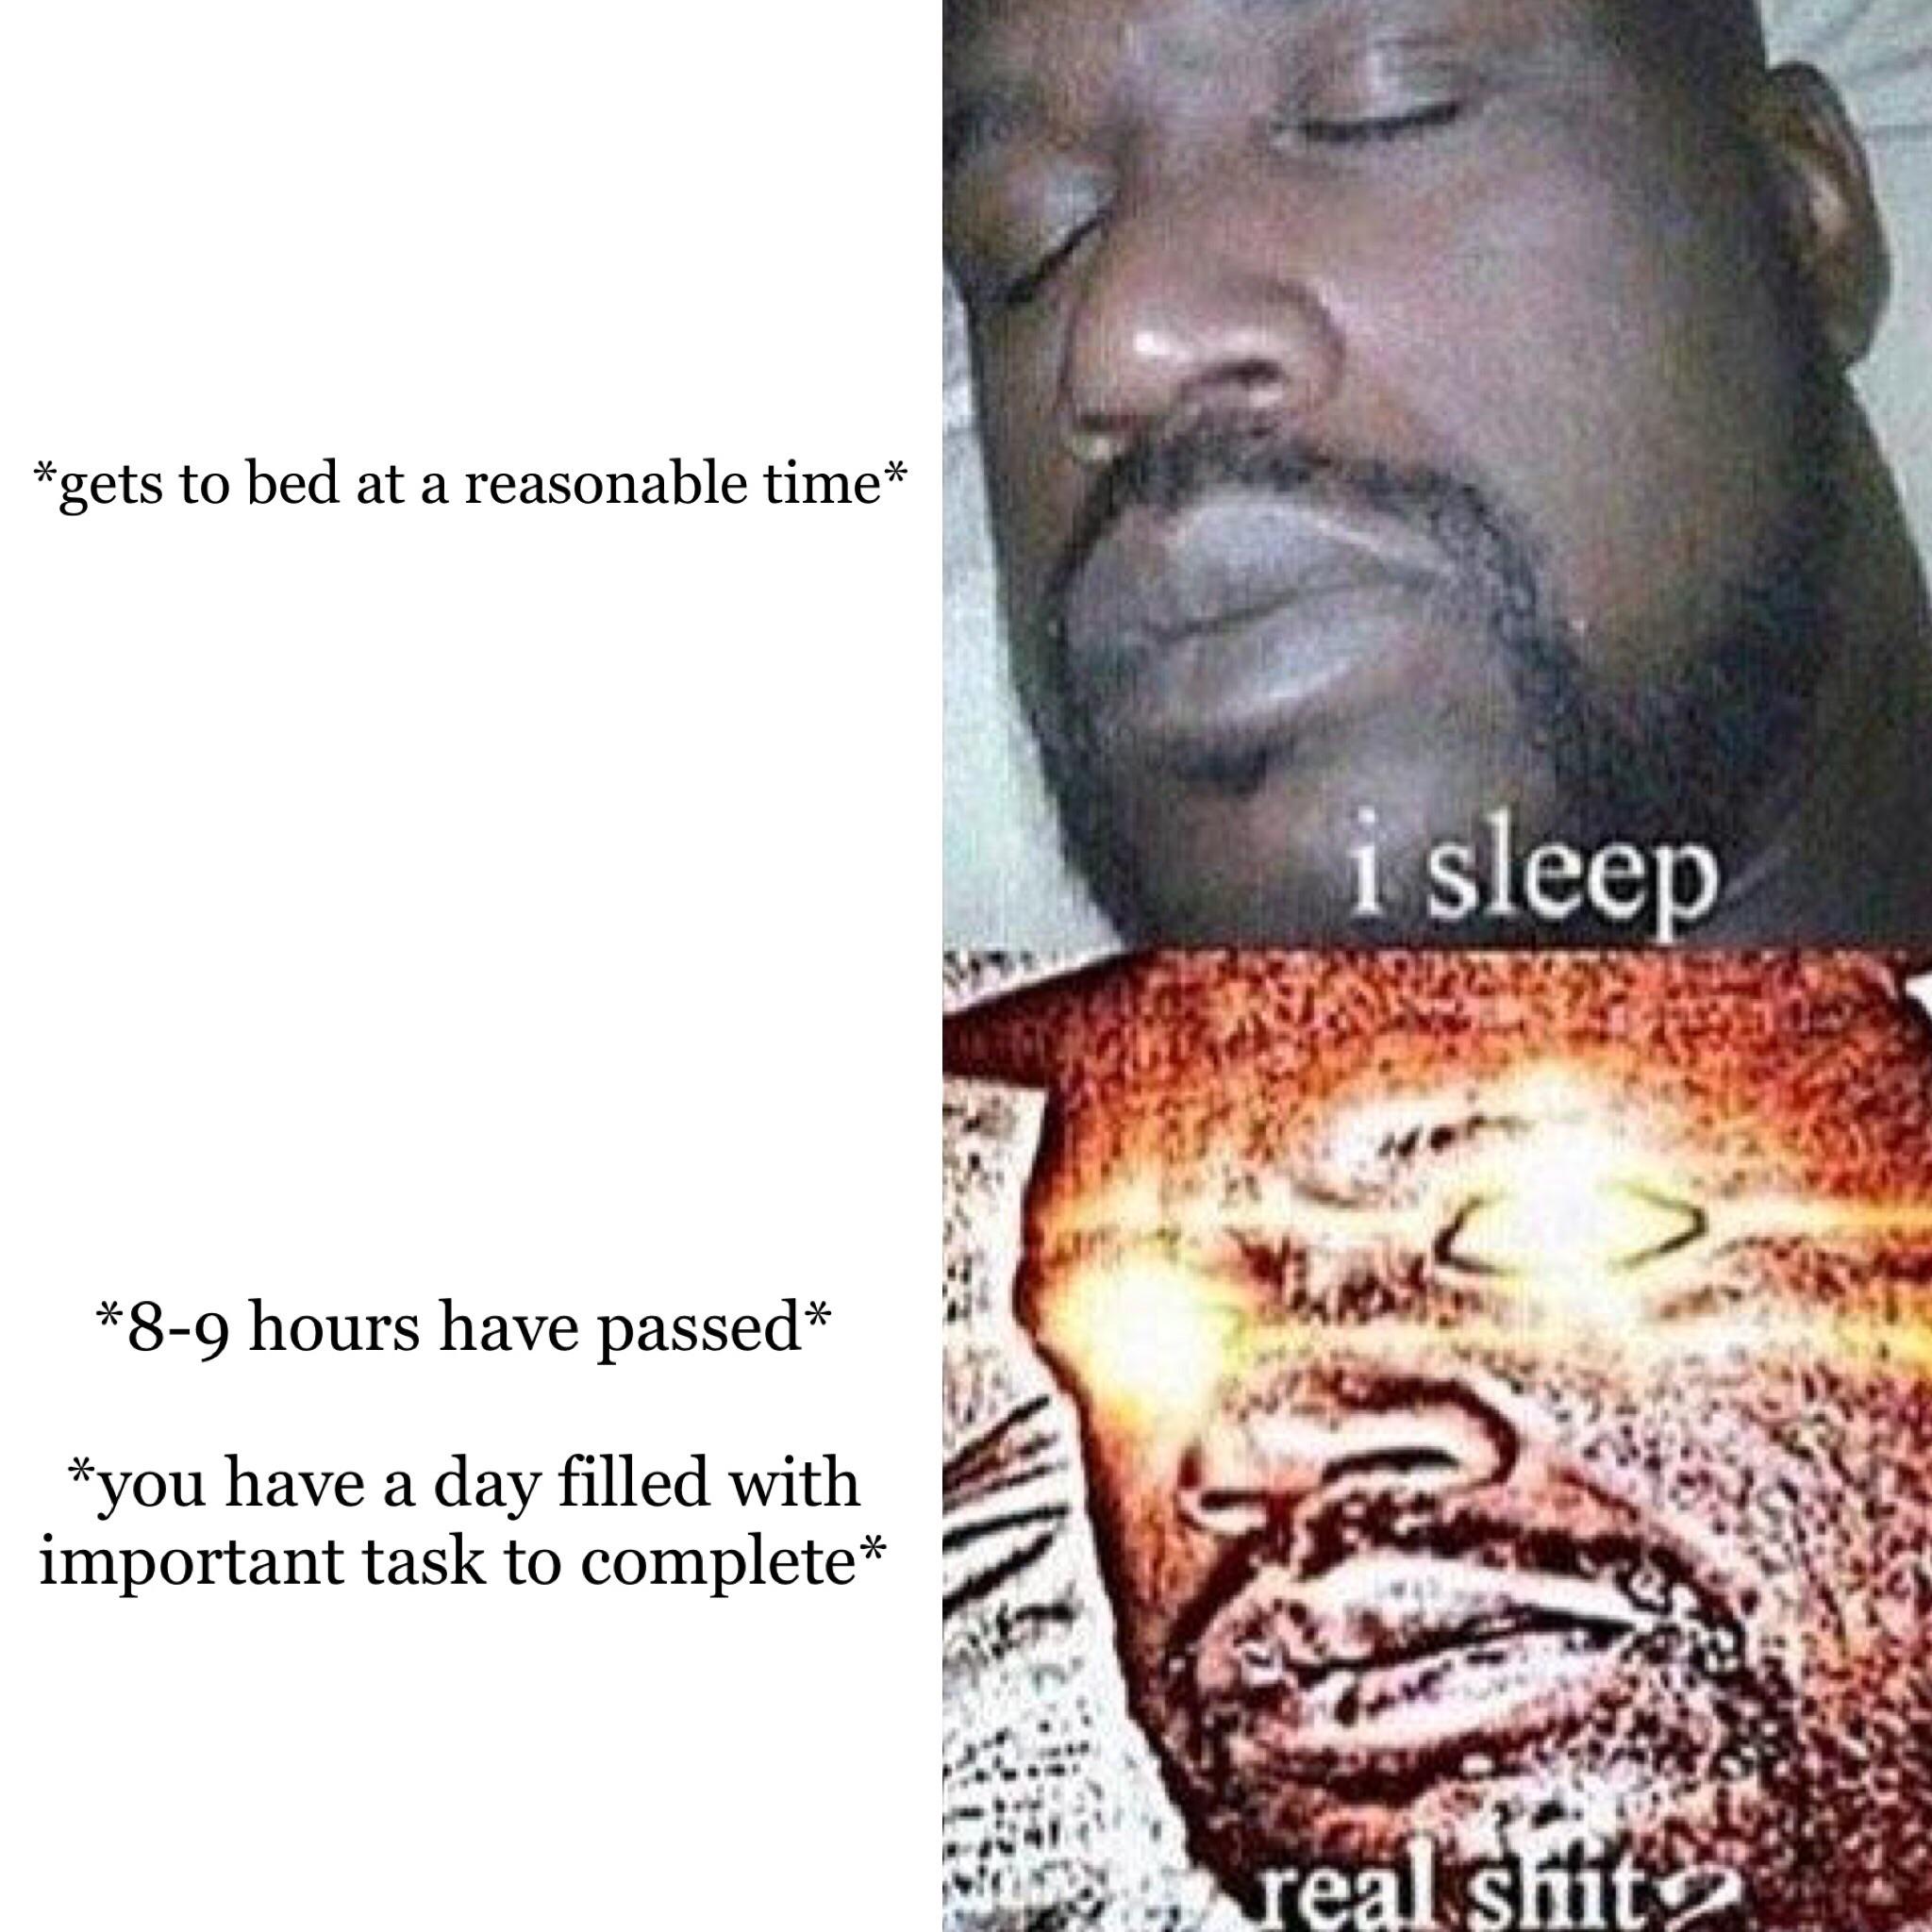 *gets to bed at a reasonable time*
i sleep
*8-9 hours have passed*
*you have a day filled with
important task to complete*
real shit